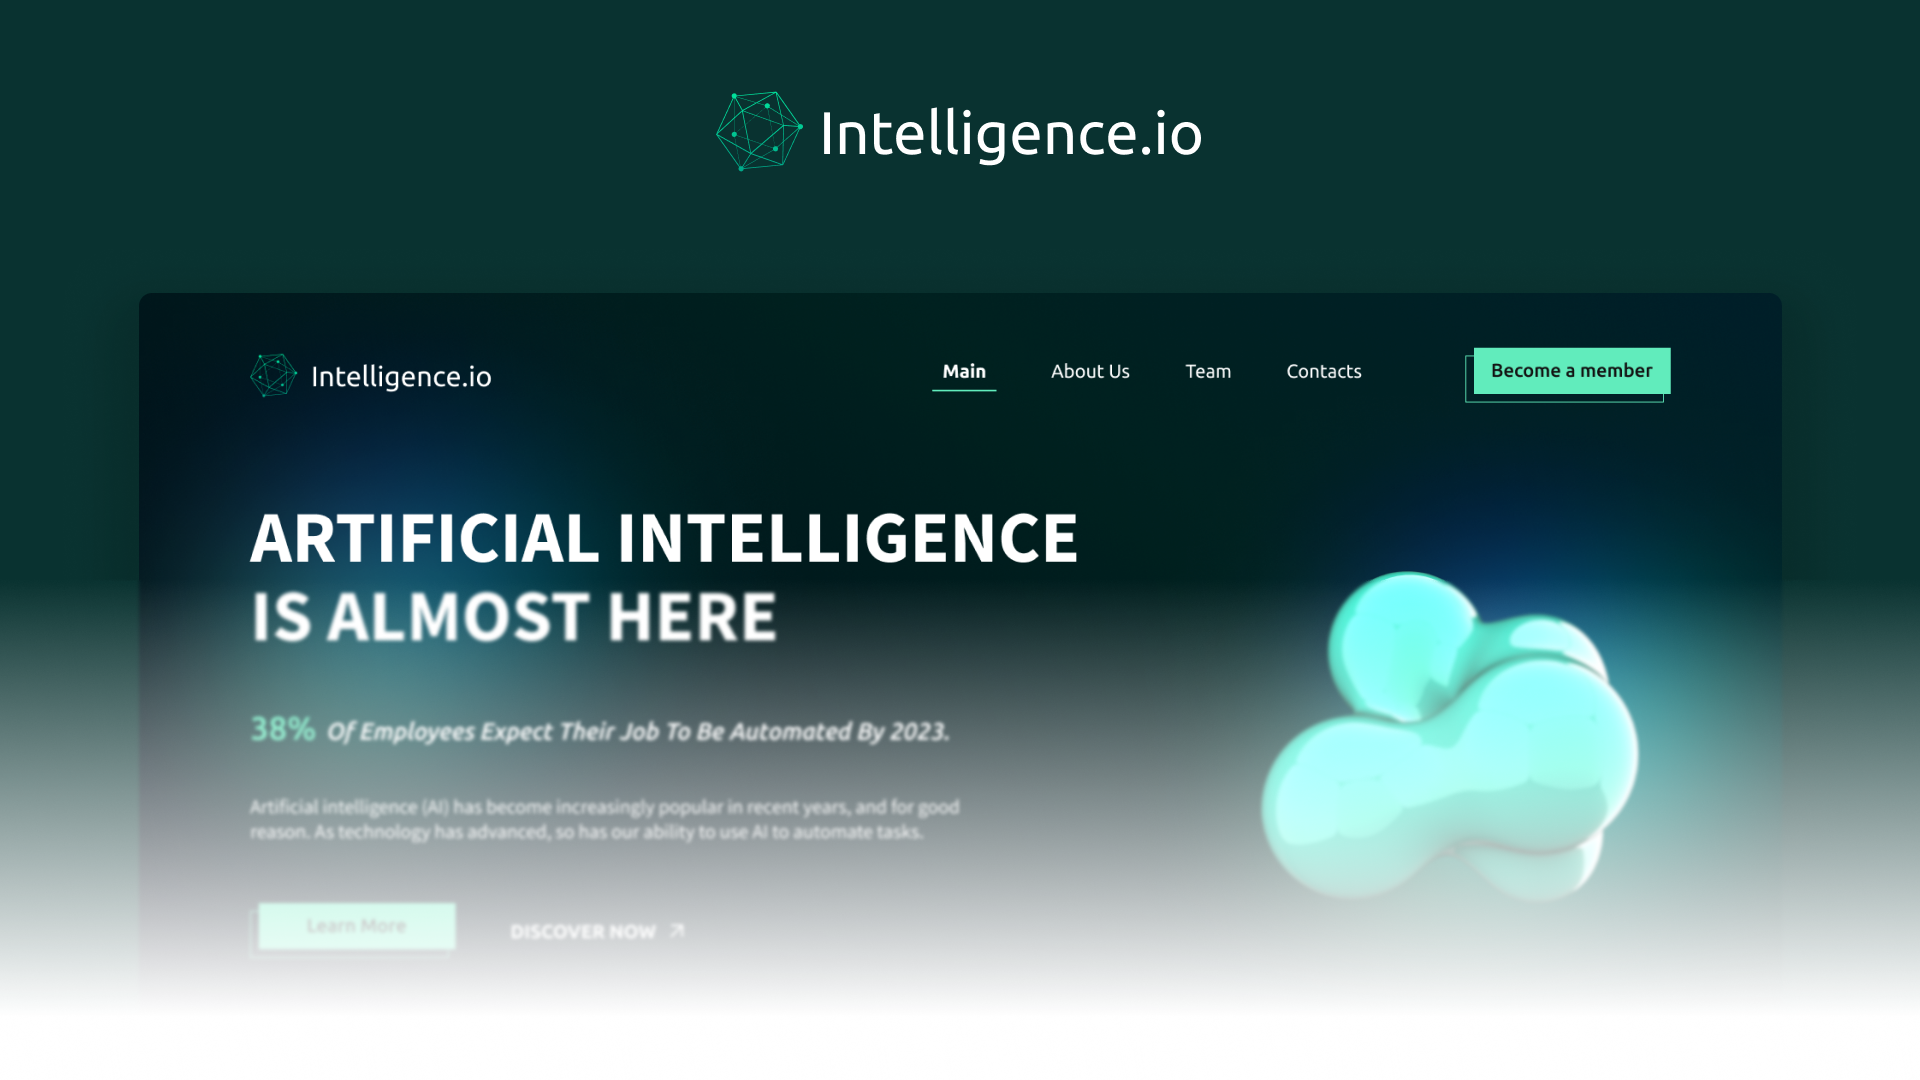 Intelligence.io
Intelligence.io
Main
About Us
Team
Contacts
Become a member
ARTIFICIAL INTELLIGENCE
IS ALMOST HERE
38% Of Employees Expect Their Job To Be Automated By 2023.
Artificial intelligence (AI) has become increasingly popular in recent years, and for good
reason. As technology has advanced, so has our ability to use AI to automate tasks.
Learn More
DISCOVER NOW